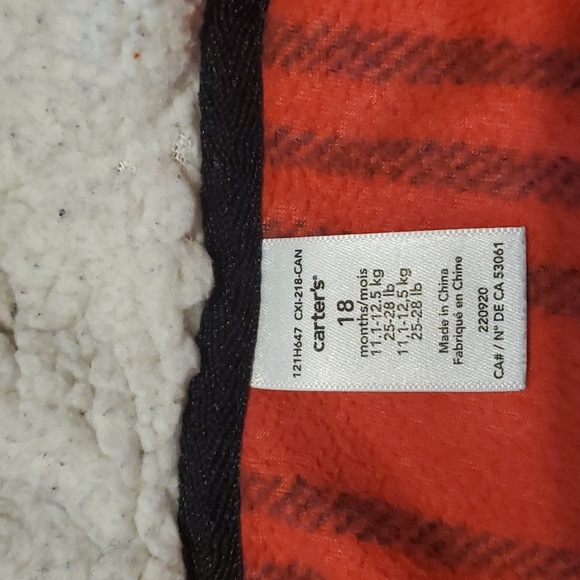 121H647 CXI-218-CAN
carter's®
18
months/mois
11.1-12.5 kg
25-28 lb
11.1-12.5 kg
25-28 lb
Made in China
Fabriqué en Chine
220920
CA# / N° DE CA 53061